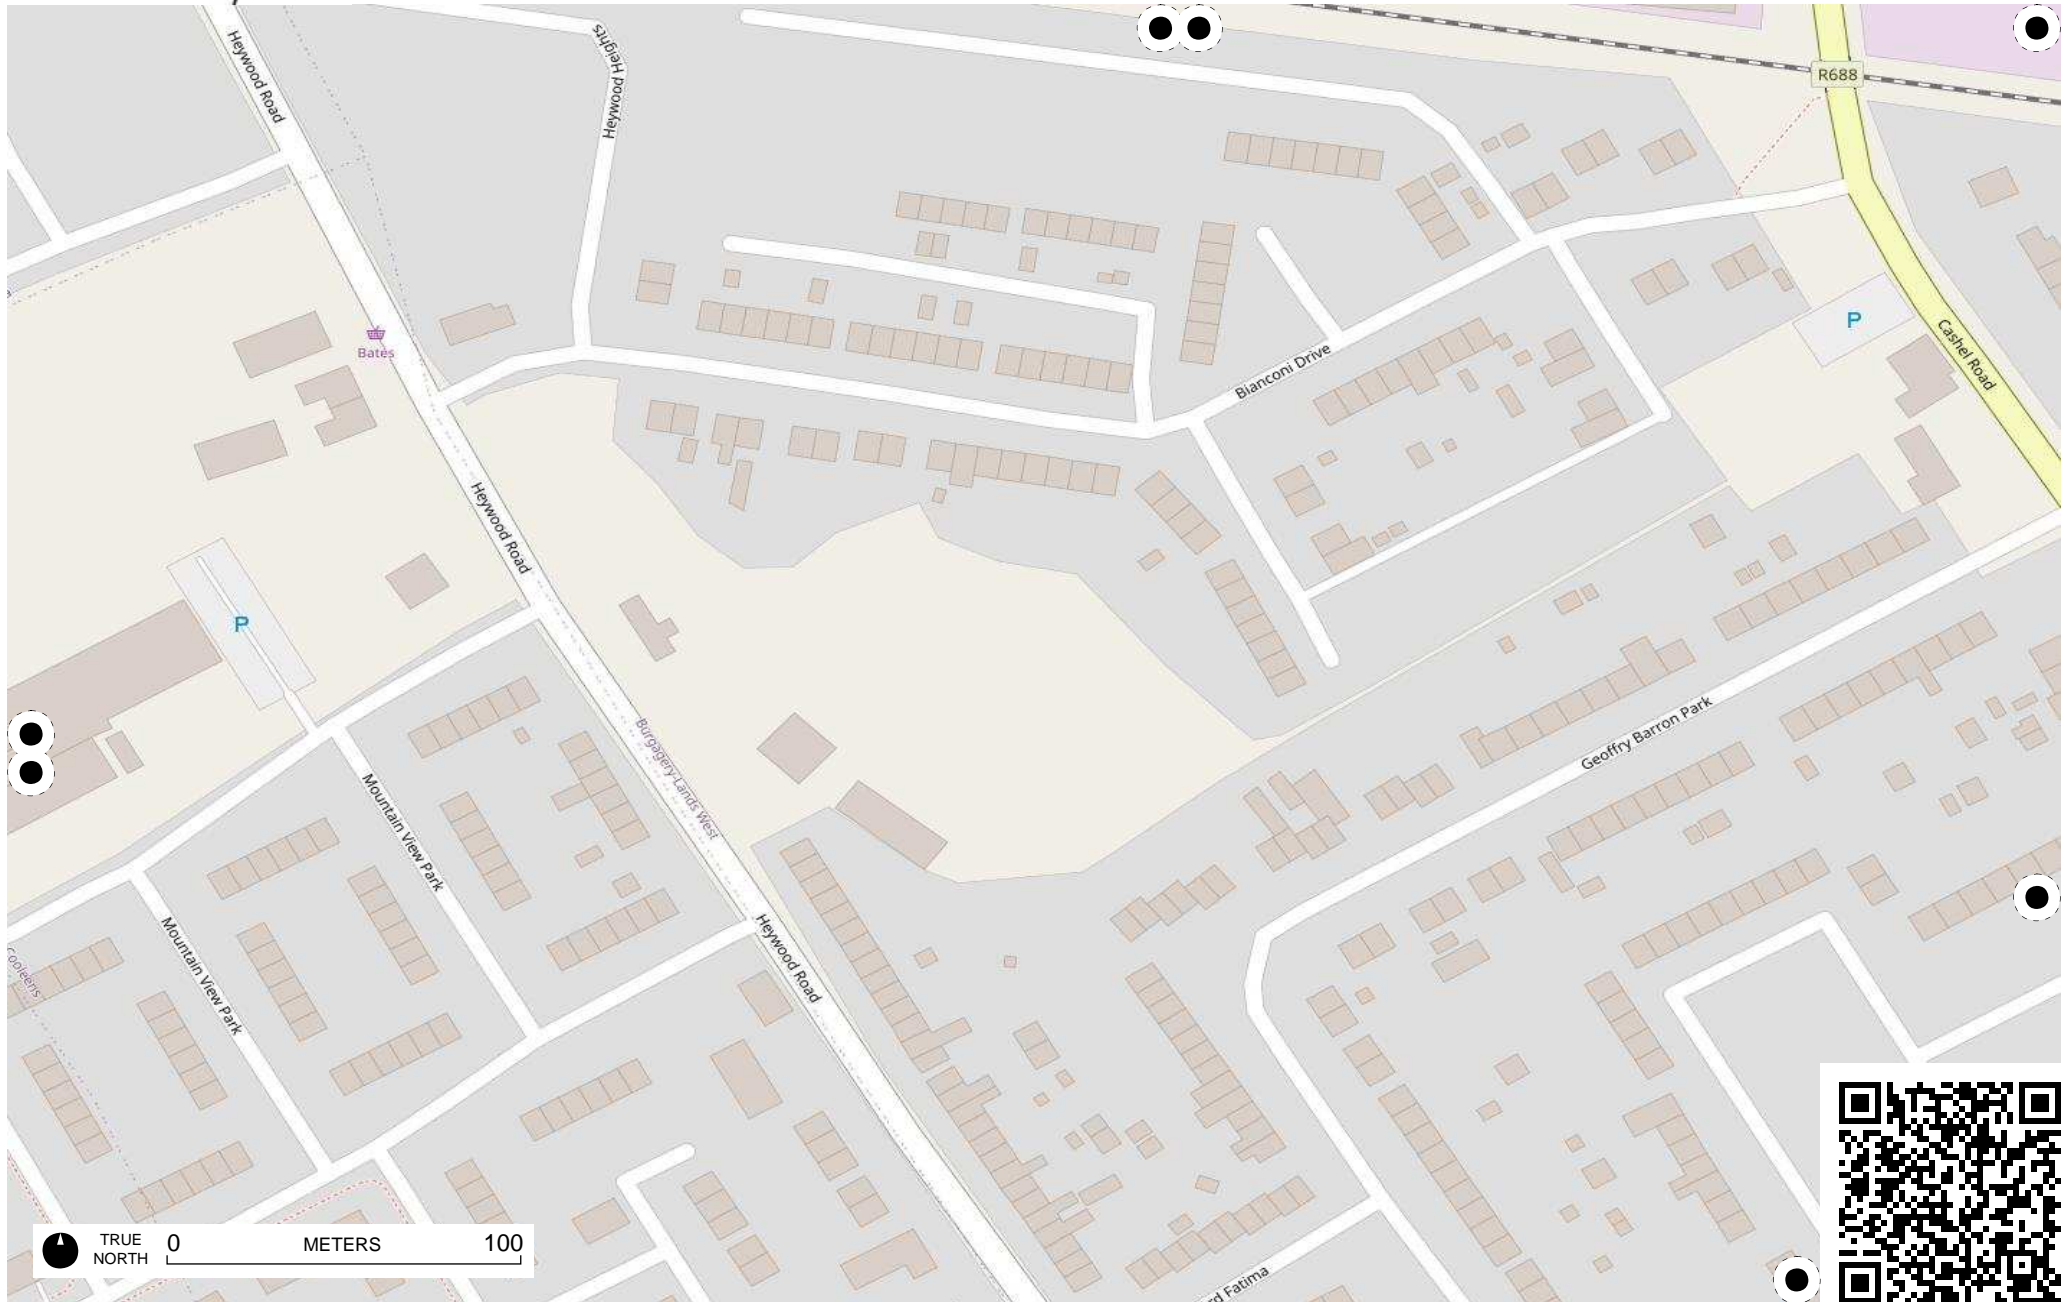 Heywood Road
Heywood Heights
R688
Bates
Bianconi Drive
P
Cashel Road
Heywood Road
P
Burgagery-Lands West
Geoffry Barron Park
Mountain View Park
Heywood Road
Mountain View Park
Cooleens
rd Fatima
TRUE
NORTH
0 METERS 100